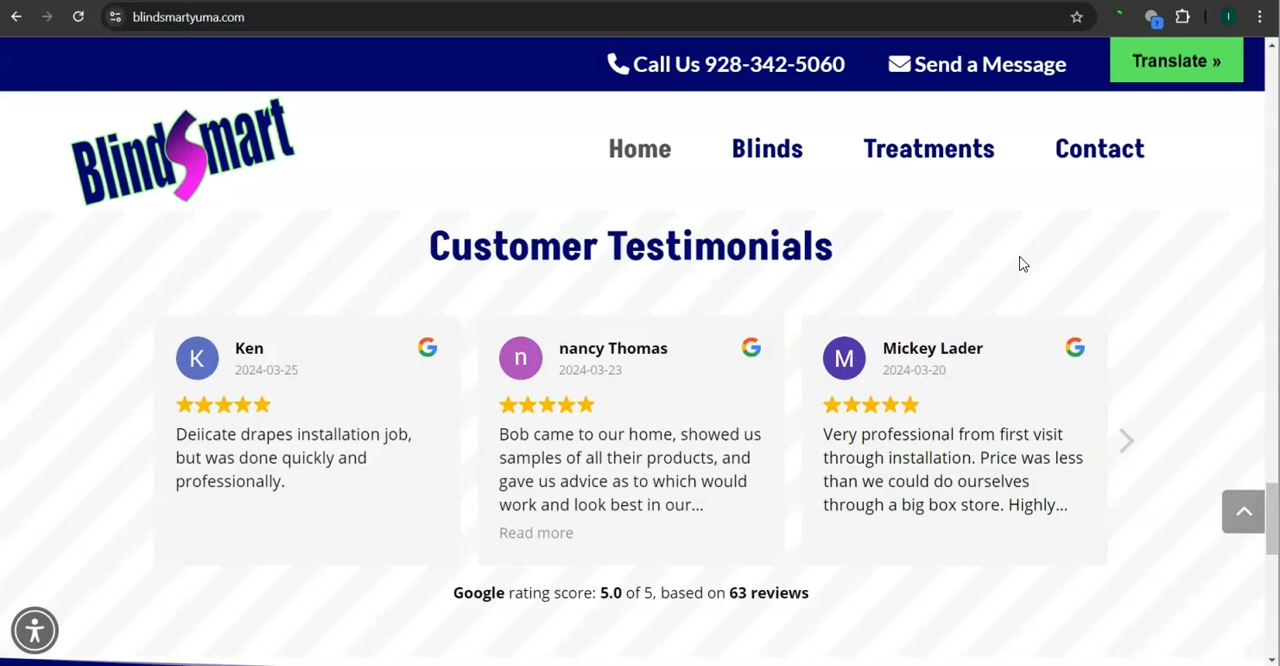 blindsmartyuma.com
I
Call Us 928-342-5060 Send a Message Translate »
BlindSmart
Home Blinds Treatments Contact
Customer Testimonials
K
Ken
2024-03-25
Deiicate drapes installation job,
but was done quickly and
professionally.
n
nancy Thomas
2024-03-23
Bob came to our home, showed us
samples of all their products, and
gave us advice as to which would
work and look best in our...
Read more
M
Mickey Lader
2024-03-20
Very professional from first visit
through installation. Price was less
than we could do ourselves
through a big box store. Highly...
Google rating score: 5.0 of 5, based on 63 reviews